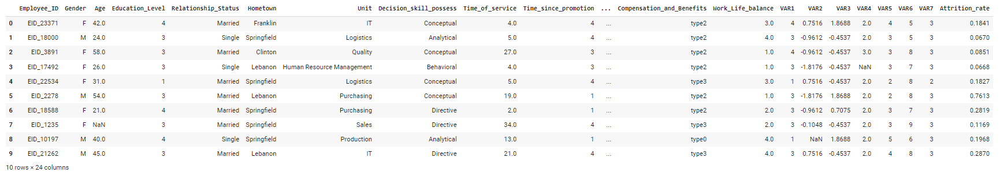 Employee_ID Gender Age Education_Level Relationship_Status Hometown Unit Decision_skill_possess Time_of_service Time_since_promotion ... Compensation_and_Benefits Work_Life_balance VAR1 VAR2 VAR3 VAR4 VAR5 VAR6 VAR7 Attrition_rate
0 EID_23371 F 42.0 4 Married Franklin IT Conceptual 4.0 4 ... type2 3.0 4 0.7516 1.8688 2.0 4 5 3 0.1841
1 EID_18000 M 24.0 3 Single Springfield Logistics Analytical 5.0 4 ... type2 4.0 3 -0.9612 -0.4537 2.0 3 5 3 0.0670
2 EID_3891 F 58.0 3 Married Clinton Quality Conceptual 27.0 3 ... type2 1.0 4 -0.9612 -0.4537 3.0 3 8 3 0.0851
3 EID_17492 F 26.0 3 Single Lebanon Human Resource Management Behavioral 4.0 3 ... type2 1.0 3 -1.8176 -0.4537 NaN 3 7 3 0.0668
4 EID_22534 F 31.0 1 Married Springfield Logistics Conceptual 5.0 4 ... type3 3.0 1 0.7516 -0.4537 2.0 2 8 2 0.1827
5 EID_2278 M 54.0 3 Married Lebanon Purchasing Conceptual 19.0 1 ... type2 1.0 3 -1.8176 1.8688 2.0 2 8 3 0.7613
6 EID_18588 F 21.0 4 Married Springfield Purchasing Directive 2.0 1 ... type2 2.0 3 -0.9612 0.7075 2.0 3 7 3 0.2819
7 EID_1235 F NaN 3 Married Springfield Sales Directive 34.0 4 ... type3 2.0 3 -0.1048 -0.4537 2.0 3 9 3 0.1169
8 EID_10197 M 40.0 4 Single Springfield Production Analytical 13.0 1 ... type0 4.0 1 NaN 1.8688 2.0 5 6 3 0.1968
9 EID_21262 M 45.0 3 Married Lebanon IT Directive 21.0 4 ... type3 4.0 3 0.7516 -0.4537 2.0 4 8 3 0.2870
10 rows × 24 columns